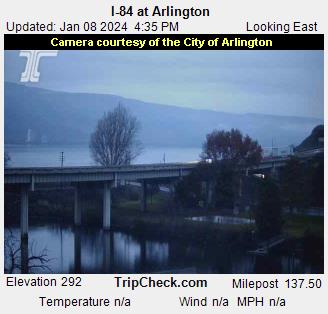 I-84 at Arlington
Updated: Jan 08 2024 4:35 PM Looking East
Camera courtesy of the City of Arlington
Elevation 292 TripCheck.com Milepost 137.50
Temperature n/a Wind n/a MPH n/a